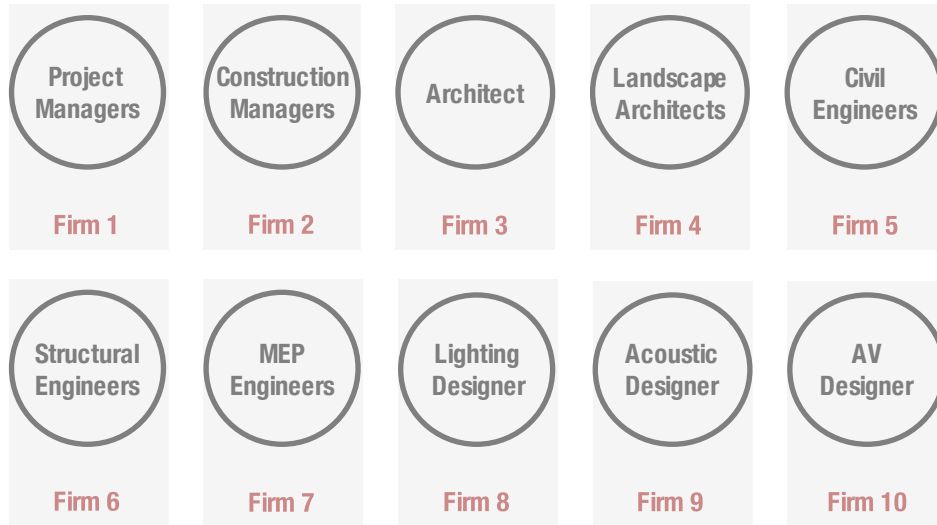 Project
Managers
Firm 1
Construction
Managers
Firm 2
Architect
Firm 3
Landscape
Architects
Firm 4
Civil
Engineers
Firm 5
Structural
Engineers
Firm 6
MEP
Engineers
Firm 7
Lighting
Designer
Firm 8
Acoustic
Designer
Firm 9
AV
Designer
Firm 10